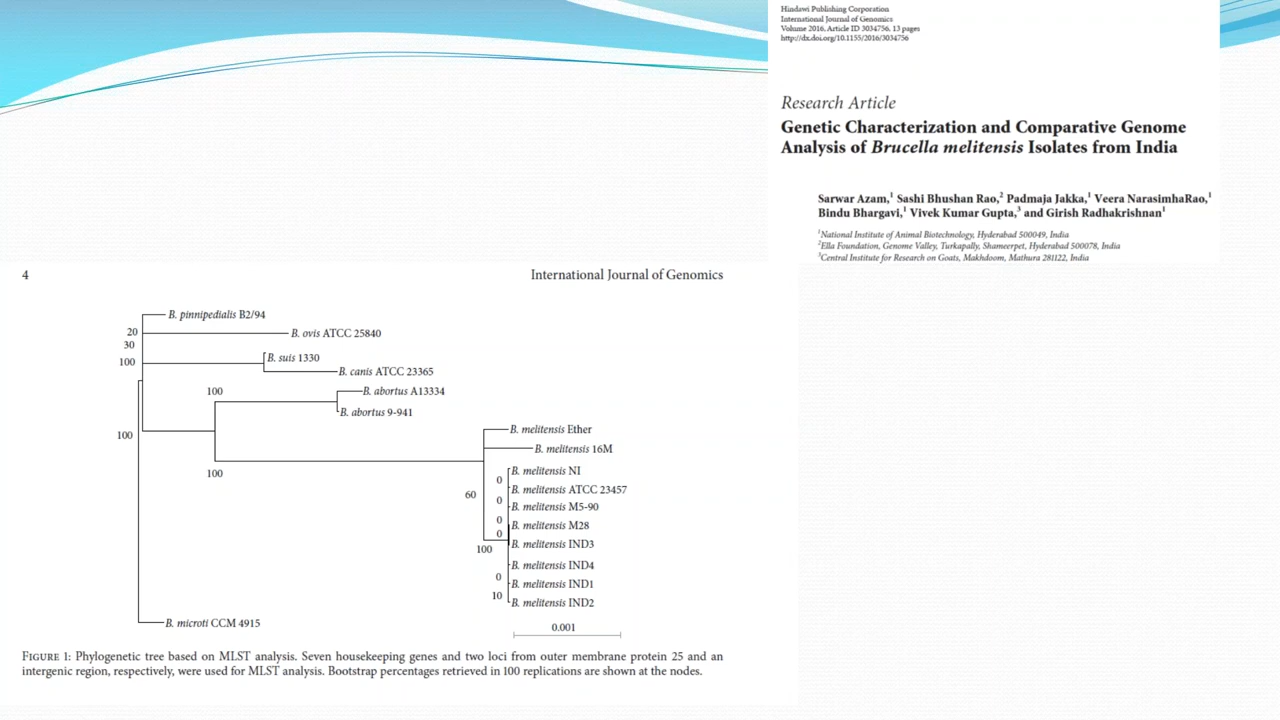 Hindawi Publishing Corporation
International Journal of Genomics
Volume 2016, Article ID 3034756, 13 pages
http://dx.doi.org/10.1155/2016/3034756
Research Article
Genetic Characterization and Comparative Genome
Analysis of Brucella melitensis Isolates from India
Sarwar Azam,1 Sashi Bhushan Rao,2 Padmaja Jakka,1 Veera NarasimhaRao,1
Bindu Bhargavi,1 Vivek Kumar Gupta,3 and Girish Radhakrishnan1
1National Institute of Animal Biotechnology, Hyderabad 500049, India
2Ella Foundation, Genome Valley, Turkapally, Shameerpet, Hyderabad 500078, India
3Central Institute for Research on Goats, Makhdoom, Mathura 281122, India
4 International Journal of Genomics
B. pinnipedialis B2/94
20
B. ovis ATCC 25840
30
B. suis 1330
100
B. canis ATCC 23365
100
B. abortus A13334
B. abortus 9-941
B. melitensis Ether
100
B. melitensis 16M
B. melitensis NI
100
0
B. melitensis ATCC 23457
60
0
B. melitensis M5-90
0
B. melitensis M28
0
B. melitensis IND3
100
B. melitensis IND4
0
B. melitensis IND1
10
B. melitensis IND2
B. microti CCM 4915
0.001
FIGURE 1: Phylogenetic tree based on MLST analysis. Seven housekeeping genes and two loci from outer membrane protein 25 and an
intergenic region, respectively, were used for MLST analysis. Bootstrap percentages retrieved in 100 replications are shown at the nodes.